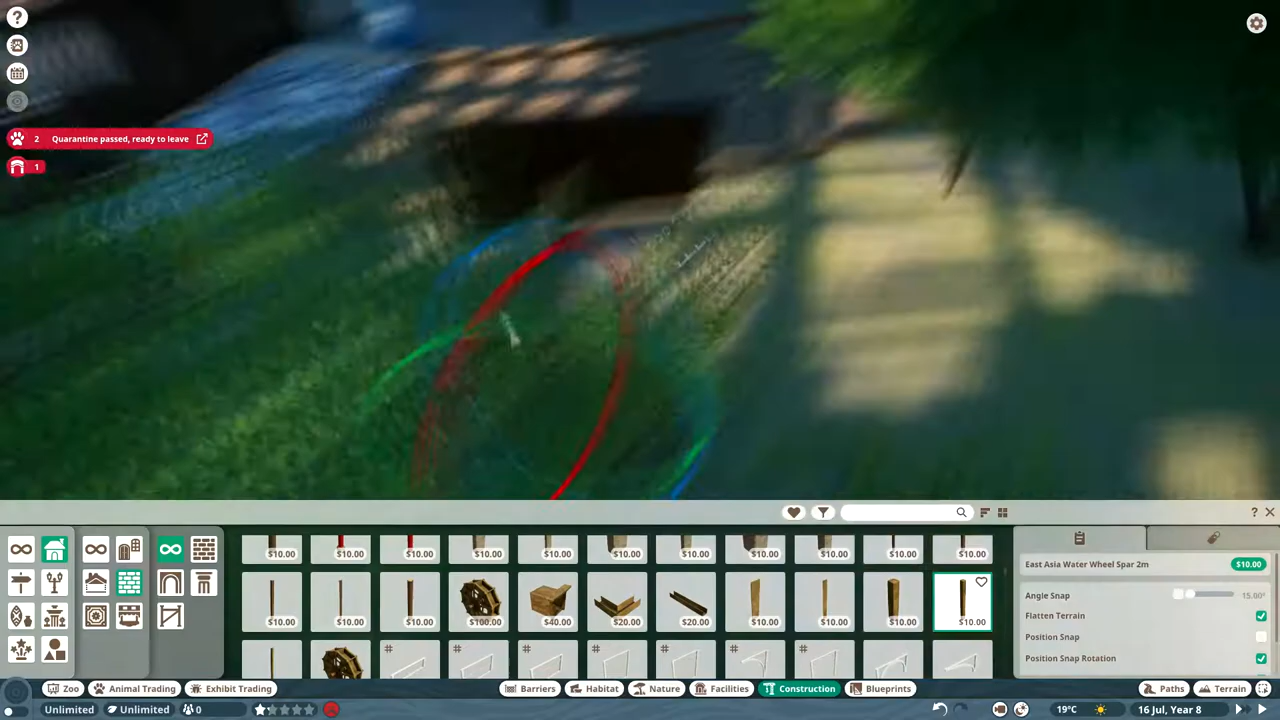 ?
2 Quarantine passed, ready to leave
1
? ×
$10.00 $10.00 $10.00 $10.00 $10.00 $10.00 $10.00 $10.00 $10.00 $10.00 $10.00
$10.00 $10.00 $10.00 $100.00 $40.00 $20.00 $20.00 $10.00 $10.00 $10.00 $10.00
East Asia Water Wheel Spar 2m $10.00
Angle Snap 15.00°
Flatten Terrain
Position Snap
Position Snap Rotation
Zoo Animal Trading Exhibit Trading Barriers Habitat Nature Facilities Construction Blueprints Paths Terrain
Unlimited Unlimited 0 19°C 16 Jul, Year 8